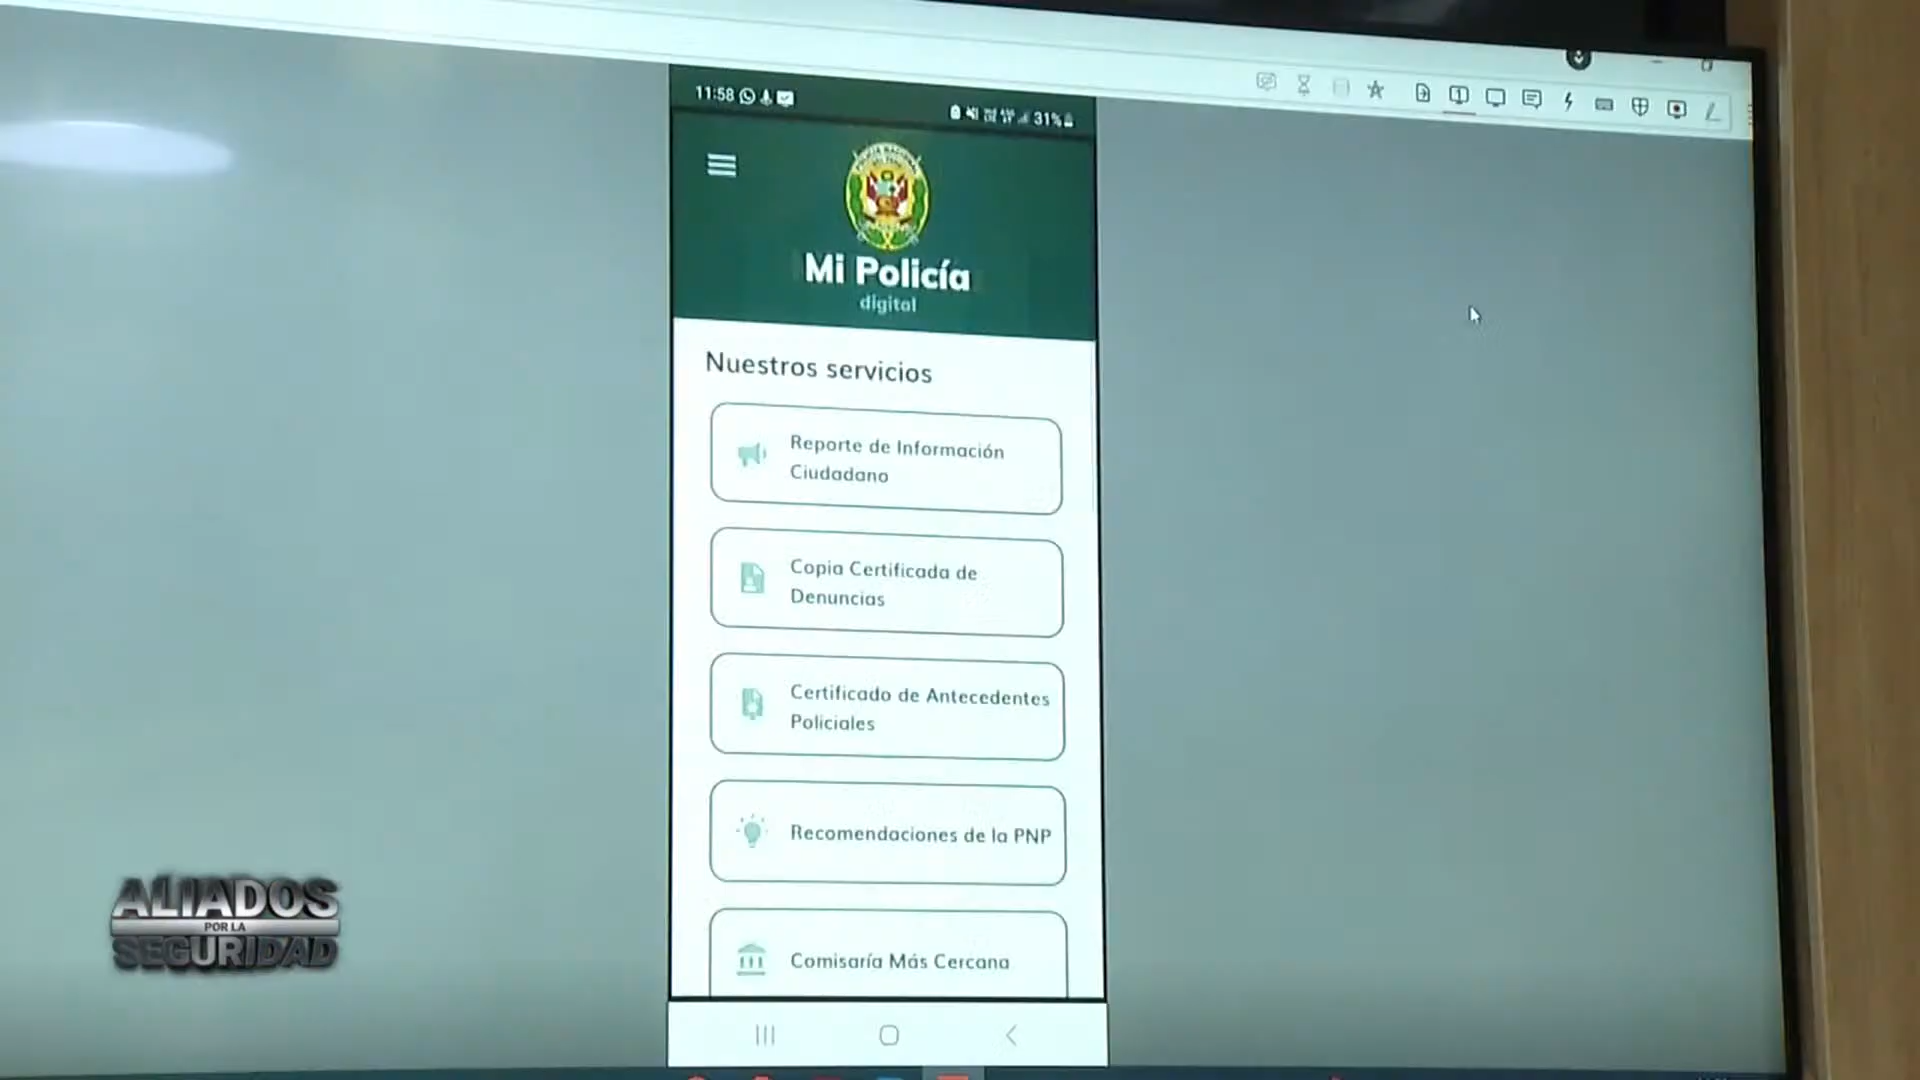 11:58
31%
Mi Policía
digital
Nuestros servicios
Reporte de Información
Ciudadano
Copia Certificada de
Denuncias
Certificado de Antecedentes
Policiales
Recomendaciones de la PNP
Comisaría Más Cercana
ALIADOS
POR LA
SEGURIDAD